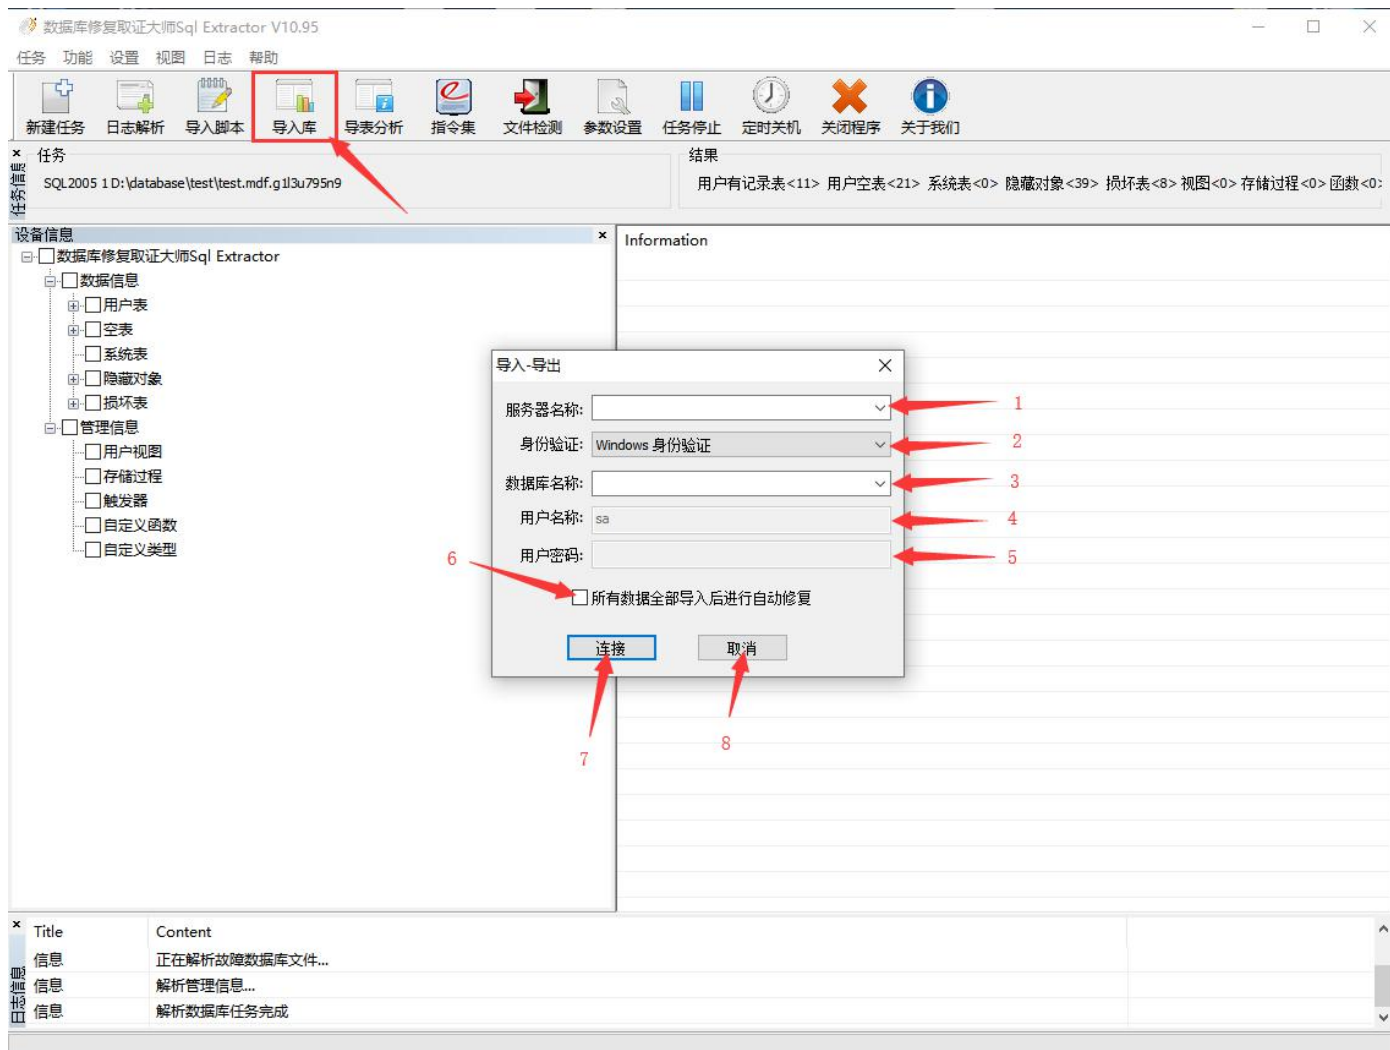 数据库修复取证大师Sql Extractor V10.95
任务 功能 设置 视图 日志 帮助
新建任务 日志解析 导入脚本 导入库 导表分析 指令集 文件检测 参数设置 任务停止 定时关机 关闭程序 关于我们
任务信息
任务
SQL2005 1 D:\database\test\test.mdf.g1l3u795n9
结果
用户有记录表<11> 用户空表<21> 系统表<0> 隐藏对象<39> 损坏表<8> 视图<0> 存储过程<0> 函数<0>
设备信息
数据库修复取证大师Sql Extractor
数据信息
用户表
空表
系统表
隐藏对象
损坏表
管理信息
用户视图
存储过程
触发器
自定义函数
自定义类型
Information
导入-导出
服务器名称: 1
身份验证: Windows 身份验证 2
数据库名称: 3
用户名称: sa 4
用户密码: 5
6
所有数据全部导入后进行自动修复
连接 取消
7 8
日志信息
Title Content
信息 正在解析故障数据库文件...
信息 解析管理信息...
信息 解析数据库任务完成